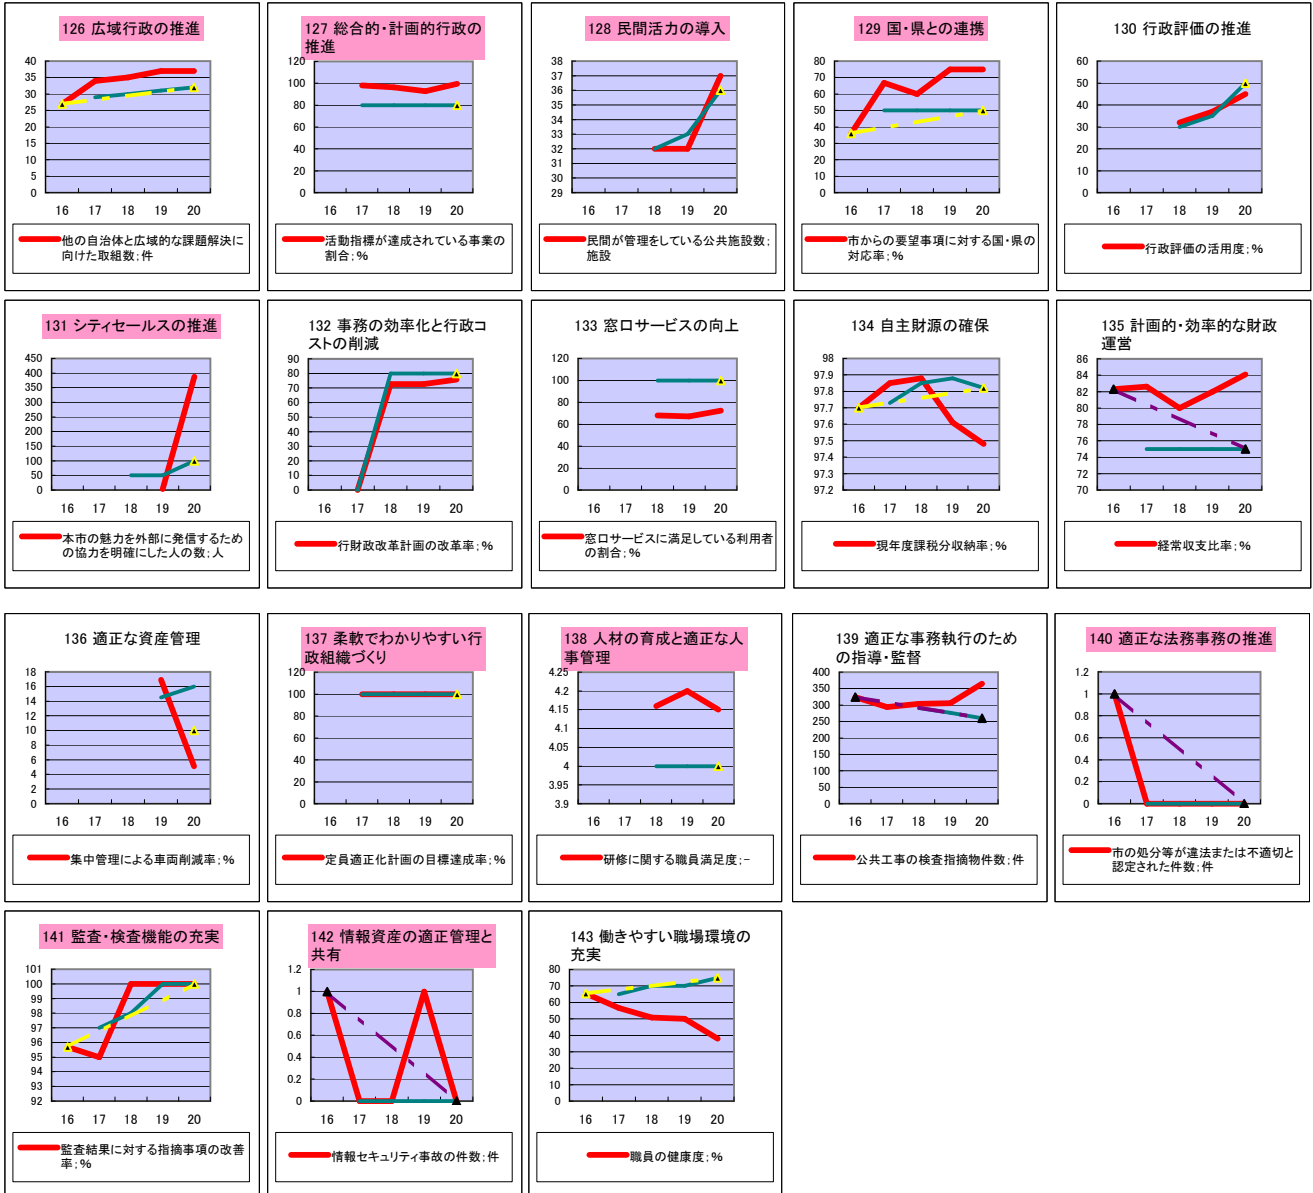 126 広域行政の推進
40
35
30
25
20
15
10
5
0
16 17 18 19 20
他の自治体と広域的な課題解決に
向けた取組数；件
127 総合的・計画的行政の
推進
120
100
80
60
40
20
0
16 17 18 19 20
活動指標が達成されている事業の
割合；％
128 民間活力の導入
38
37
36
35
34
33
32
31
30
29
16 17 18 19 20
民間が管理をしている公共施設数；
施設
129 国・県との連携
80
70
60
50
40
30
20
10
0
16 17 18 19 20
市からの要望事項に対する国・県の
対応率；％
130 行政評価の推進
60
50
40
30
20
10
0
16 17 18 19 20
行政評価の活用度；％
131 シティセールスの推進
450
400
350
300
250
200
150
100
50
0
16 17 18 19 20
本市の魅力を外部に発信するため
の協力を明確にした人の数；人
132 事務の効率化と行政コ
ストの削減
90
80
70
60
50
40
30
20
10
0
16 17 18 19 20
行財政改革計画の改革率；％
133 窓口サービスの向上
120
100
80
60
40
20
0
16 17 18 19 20
窓口サービスに満足している利用者
の割合；％
134 自主財源の確保
98
97.9
97.8
97.7
97.6
97.5
97.4
97.3
97.2
16 17 18 19 20
現年度課税分収納率；％
135 計画的・効率的な財政
運営
86
84
82
80
78
76
74
72
70
16 17 18 19 20
経常収支比率；％
136 適正な資産管理
18
16
14
12
10
8
6
4
2
0
16 17 18 19 20
集中管理による車両削減率；％
137 柔軟でわかりやすい行
政組織づくり
120
100
80
60
40
20
0
16 17 18 19 20
定員適正化計画の目標達成率；％
138 人材の育成と適正な人
事管理
4.25
4.2
4.15
4.1
4.05
4
3.95
3.9
16 17 18 19 20
研修に関する職員満足度；－
139 適正な事務執行のため
の指導・監督
400
350
300
250
200
150
100
50
0
16 17 18 19 20
公共工事の検査指摘物件数；件
140 適正な法務事務の推進
1.2
1
0.8
0.6
0.4
0.2
0
16 17 18 19 20
市の処分等が違法または不適切と
認定された件数；件
141 監査・検査機能の充実
101
100
99
98
97
96
95
94
93
92
16 17 18 19 20
監査結果に対する指摘事項の改善
率；％
142 情報資産の適正管理と
共有
1.2
1
0.8
0.6
0.4
0.2
0
16 17 18 19 20
情報セキュリティ事故の件数；件
143 働きやすい職場環境の
充実
80
70
60
50
40
30
20
10
0
16 17 18 19 20
職員の健康度；％